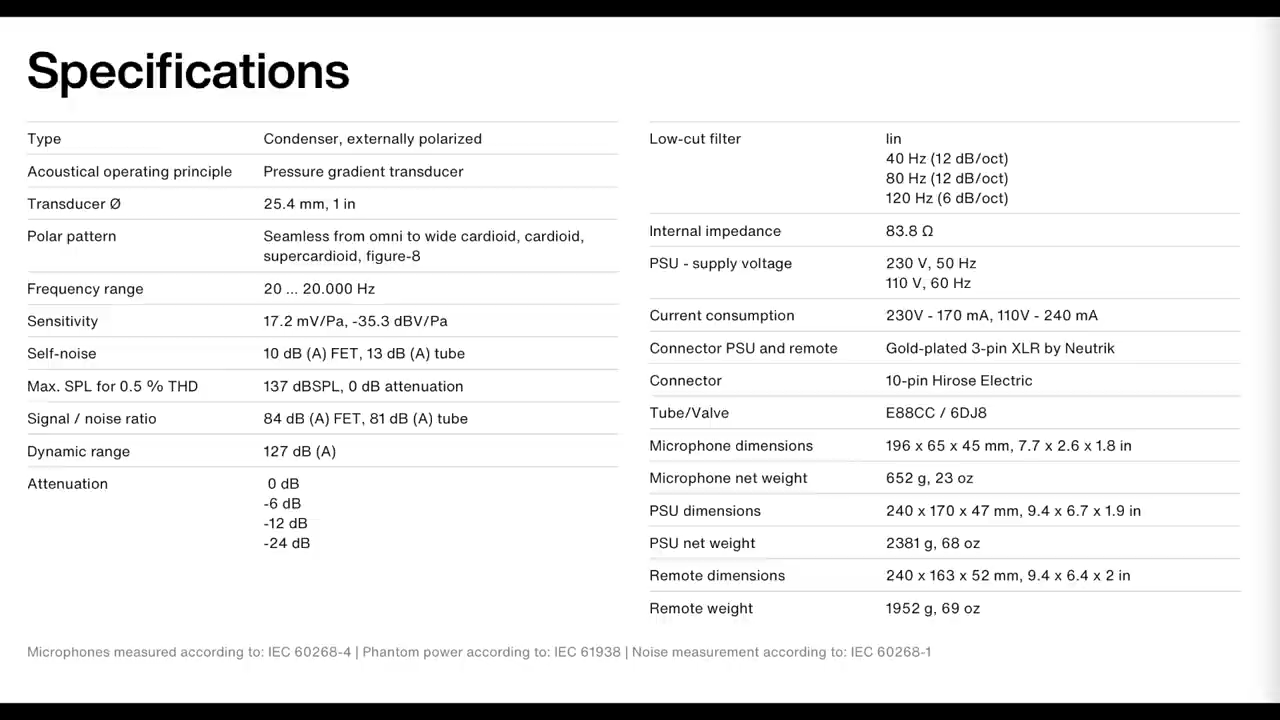 Specifications
Type Condenser, externally polarized
Acoustical operating principle Pressure gradient transducer
Transducer Ø 25.4 mm, 1 in
Polar pattern Seamless from omni to wide cardioid, cardioid,
supercardioid, figure-8
Frequency range 20 ... 20.000 Hz
Sensitivity 17.2 mV/Pa, -35.3 dBV/Pa
Self-noise 10 dB (A) FET, 13 dB (A) tube
Max. SPL for 0.5 % THD 137 dBSPL, 0 dB attenuation
Signal / noise ratio 84 dB (A) FET, 81 dB (A) tube
Dynamic range 127 dB (A)
Attenuation 0 dB
-6 dB
-12 dB
-24 dB
Low-cut filter lin
40 Hz (12 dB/oct)
80 Hz (12 dB/oct)
120 Hz (6 dB/oct)
Internal impedance 83.8 Ω
PSU - supply voltage 230 V, 50 Hz
110 V, 60 Hz
Current consumption 230V - 170 mA, 110V - 240 mA
Connector PSU and remote Gold-plated 3-pin XLR by Neutrik
Connector 10-pin Hirose Electric
Tube/Valve E88CC / 6DJ8
Microphone dimensions 196 x 65 x 45 mm, 7.7 x 2.6 x 1.8 in
Microphone net weight 652 g, 23 oz
PSU dimensions 240 x 170 x 47 mm, 9.4 x 6.7 x 1.9 in
PSU net weight 2381 g, 68 oz
Remote dimensions 240 x 163 x 52 mm, 9.4 x 6.4 x 2 in
Remote weight 1952 g, 69 oz
Microphones measured according to: IEC 60268-4 | Phantom power according to: IEC 61938 | Noise measurement according to: IEC 60268-1